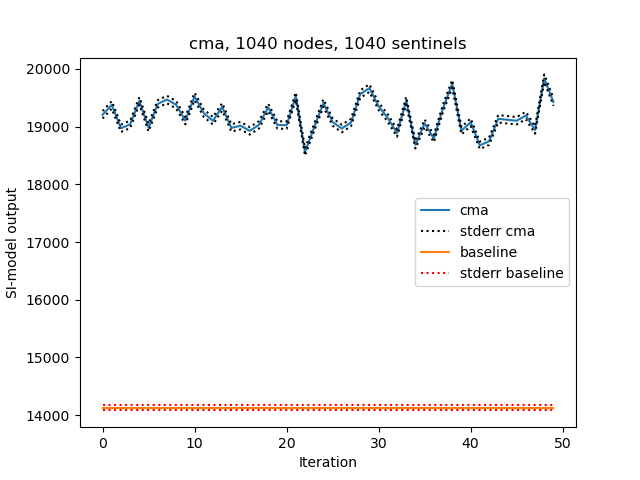 cma, 1040 nodes, 1040 sentinels
SI-model output
20000
19000
18000
17000
16000
15000
14000
cma
stderr cma
baseline
stderr baseline
0
10
20
30
40
50
Iteration